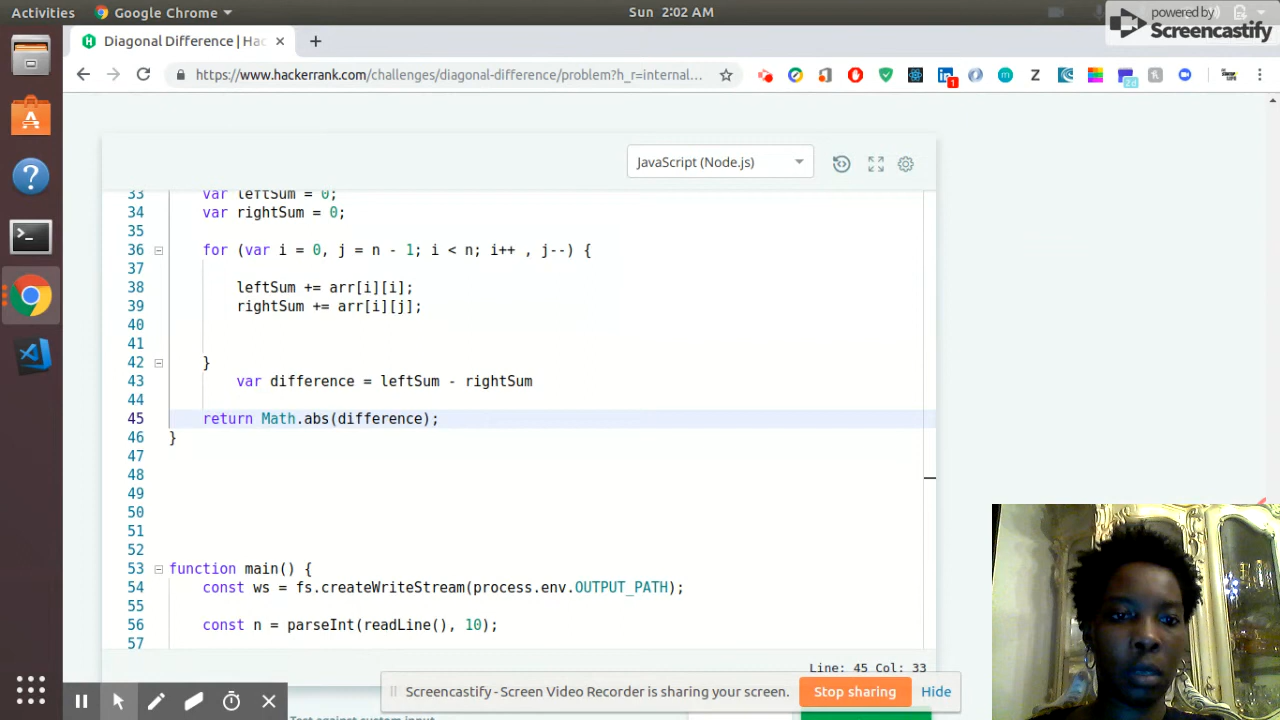 Activities Google Chrome Sun 2:02 AM
powered by
Screencastify
Diagonal Difference | Hac
https://www.hackerrank.com/challenges/diagonal-difference/problem?h_r=internal...
1
m
Z
2d
JavaScript (Node.js)
33 var leftSum = 0;
34 var rightSum = 0;
35
36 for (var i = 0, j = n - 1; i < n; i++ , j--) {
37
38 leftSum += arr[i][i];
39 rightSum += arr[i][j];
40
41
42 }
43 var difference = leftSum - rightSum
44
45 return Math.abs(difference);
46 }
47
48
49
50
51
52
53 function main() {
54 const ws = fs.createWriteStream(process.env.OUTPUT_PATH);
55
56 const n = parseInt(readLine(), 10);
57
Line: 45 Col: 33
Screencastify - Screen Video Recorder is sharing your screen. Stop sharing Hide